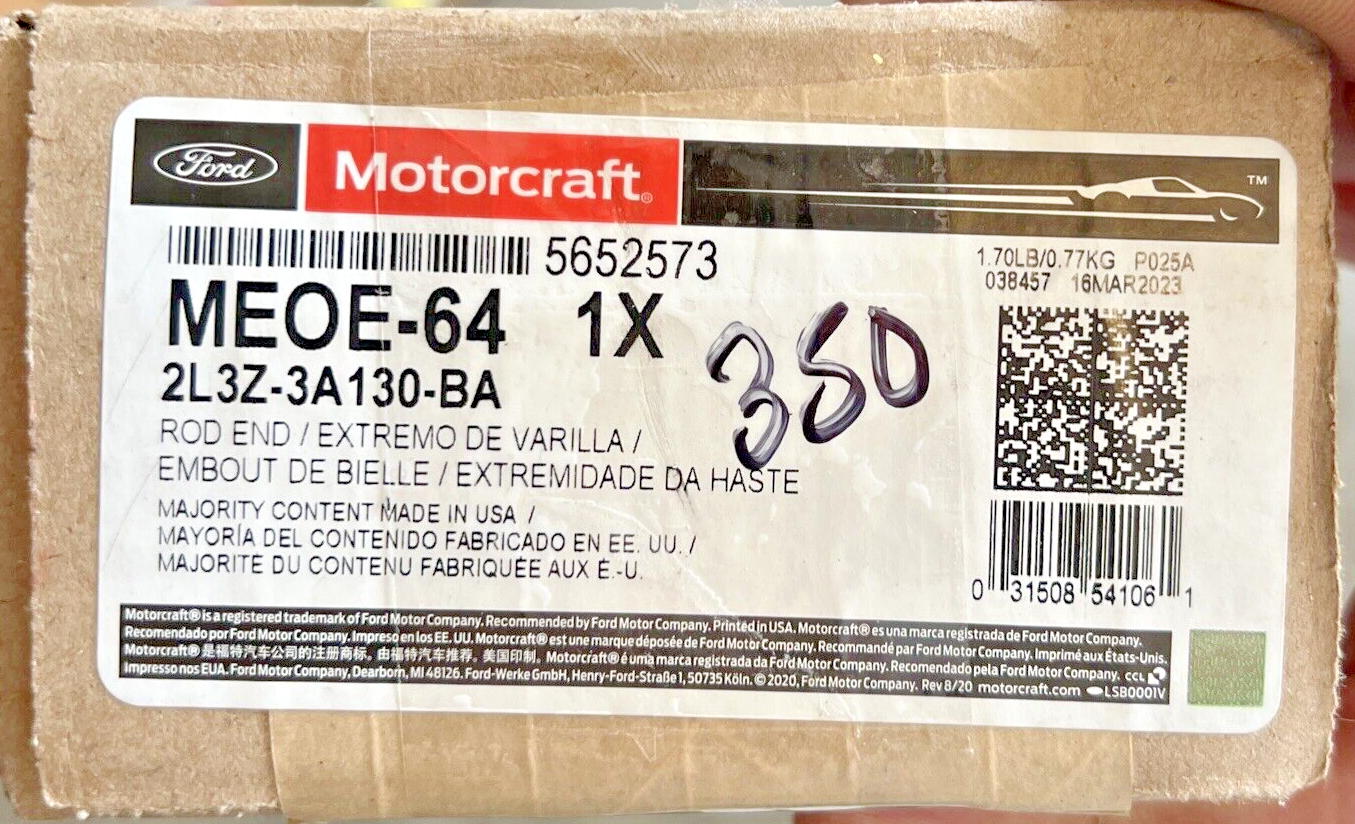 Ford
Motorcraft®
™
5652573
1.70LB/0.77KG P025A
038457 16MAR2023
MEOE-64 1X
350
2L3Z-3A130-BA
ROD END / EXTREMO DE VARILLA /
EMBOUT DE BIELLE / EXTREMIDADE DA HASTE
MAJORITY CONTENT MADE IN USA /
MAYORÍA DEL CONTENIDO FABRICADO EN EE. UU. /
MAJORITÉ DU CONTENU FABRIQUÉE AUX É.-U.
0 31508 54106 1
Motorcraft® is a registered trademark of Ford Motor Company. Recommended by Ford Motor Company. Printed in USA. Motorcraft® es una marca registrada de Ford Motor Company.
Recomendado por Ford Motor Company. Impreso en los EE. UU. Motorcraft® est une marque déposée de Ford Motor Company. Recommandé par Ford Motor Company. Imprimé aux États-Unis.
Motorcraft® 是福特汽车公司的注册商标。由福特汽车推荐。美国印制。Motorcraft® é uma marca registrada da Ford Motor Company. Recomendado pela Ford Motor Company. CCL
Impresso nos EUA. Ford Motor Company, Dearborn, MI 48126. Ford-Werke GmbH, Henry-Ford-Straße 1, 50735 Köln. © 2020, Ford Motor Company. Rev 8/20 motorcraft.com LSB0001V